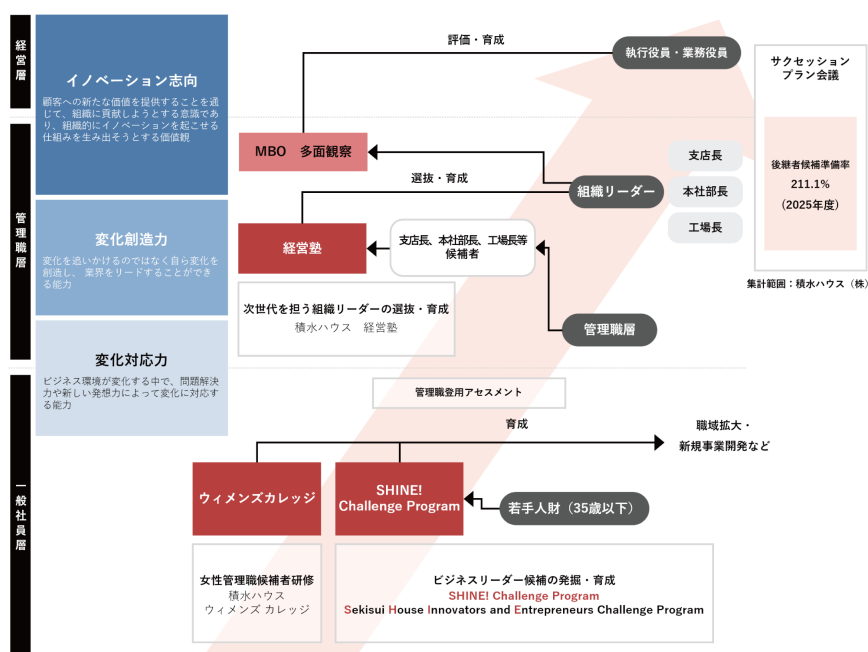 経営層
イノベーション志向
顧客への新たな価値を提供することを通
じて、組織に貢献しようとする意識であ
り、組織的にイノベーションを起こせる
仕組みを生み出そうとする価値観
評価・育成
執行役員・業務役員
サクセッション
プラン会議
後継者候補準備率
211.1%
(2025年度)
集計範囲:積水ハウス(株)
管理職層
MBO 多面観察
選抜・育成
組織リーダー
支店長
本社部長
工場長
変化創造力
変化を追いかけるのではなく自ら変化を
創造し、業界をリードすることができ
る能力
経営塾
支店長、本社部長、工場長等
候補者
次世代を担う組織リーダーの選抜・育成
積水ハウス 経営塾
管理職層
変化対応力
ビジネス環境が変化する中で、問題解決
力や新しい発想力によって変化に対応す
る能力
管理職登用アセスメント
一般社員層
育成
職域拡大・
新規事業開発など
ウィメンズカレッジ
SHINE!
Challenge Program
若手人財(35歳以下)
女性管理職候補者研修
積水ハウス
ウィメンズ カレッジ
ビジネスリーダー候補の発掘・育成
SHINE! Challenge Program
Sekisui House Innovators and Entrepreneurs Challenge Program